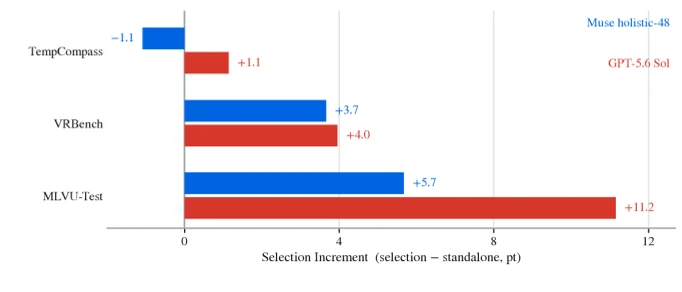 Muse holistic-48
GPT-5.6 Sol
TempCompass
−1.1
+1.1
VRBench
+3.7
+4.0
MLVU-Test
+5.7
+11.2
0 4 8 12
Selection Increment (selection − standalone, pt)